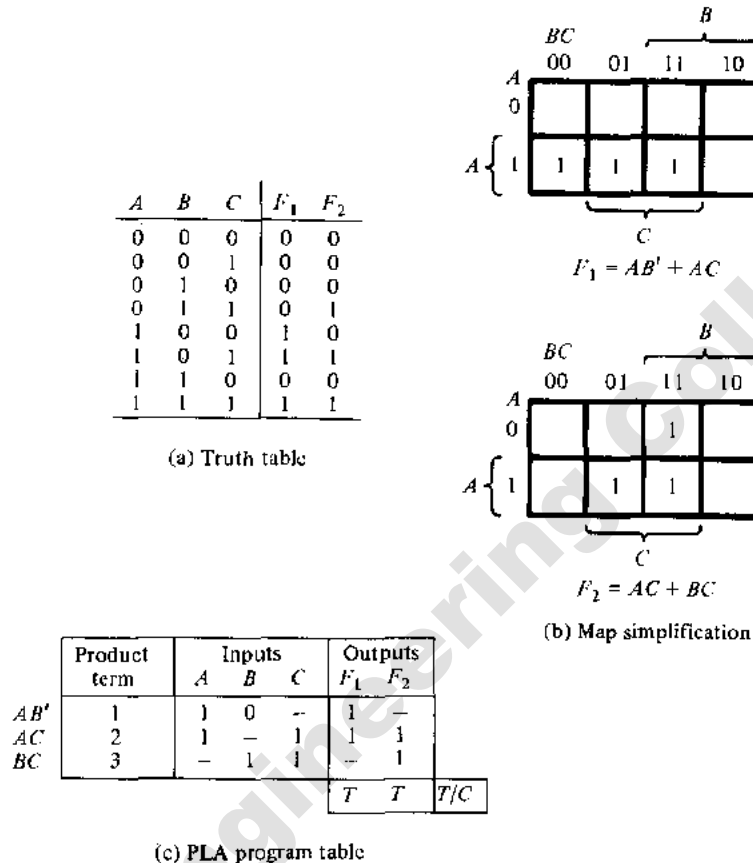 A B C F₁ F₂
0 0 0 0 0
0 0 1 0 0
0 1 0 0 0
0 1 1 0 1
1 0 0 1 0
1 0 1 1 1
1 1 0 0 0
1 1 1 1 1
(a) Truth table
B
BC
00 01 11 10
A
0
A { 1 1 1 1
C
F₁ = AB' + AC
B
BC
00 01 11 10
A
0 1
A { 1 1 1
C
F₂ = AC + BC
(b) Map simplification
Product Inputs Outputs
term A B C F₁ F₂
AB' 1 1 0 – 1 –
AC 2 1 – 1 1 1
BC 3 – 1 1 – 1
T T T/C
(c) PLA program table
gineering Coll